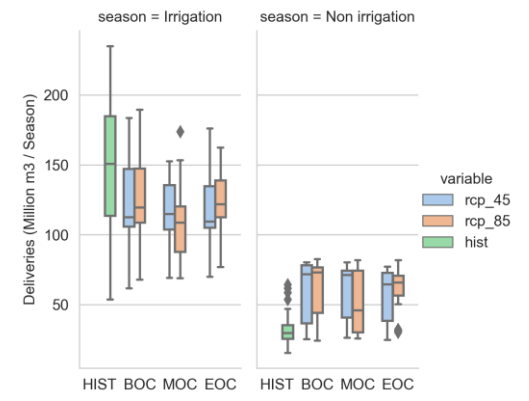 season = Irrigation
season = Non irrigation
Deliveries (Million m3 / Season)
200
150
100
50
HIST BOC MOC EOC
HIST BOC MOC EOC
variable
rcp_45
rcp_85
hist